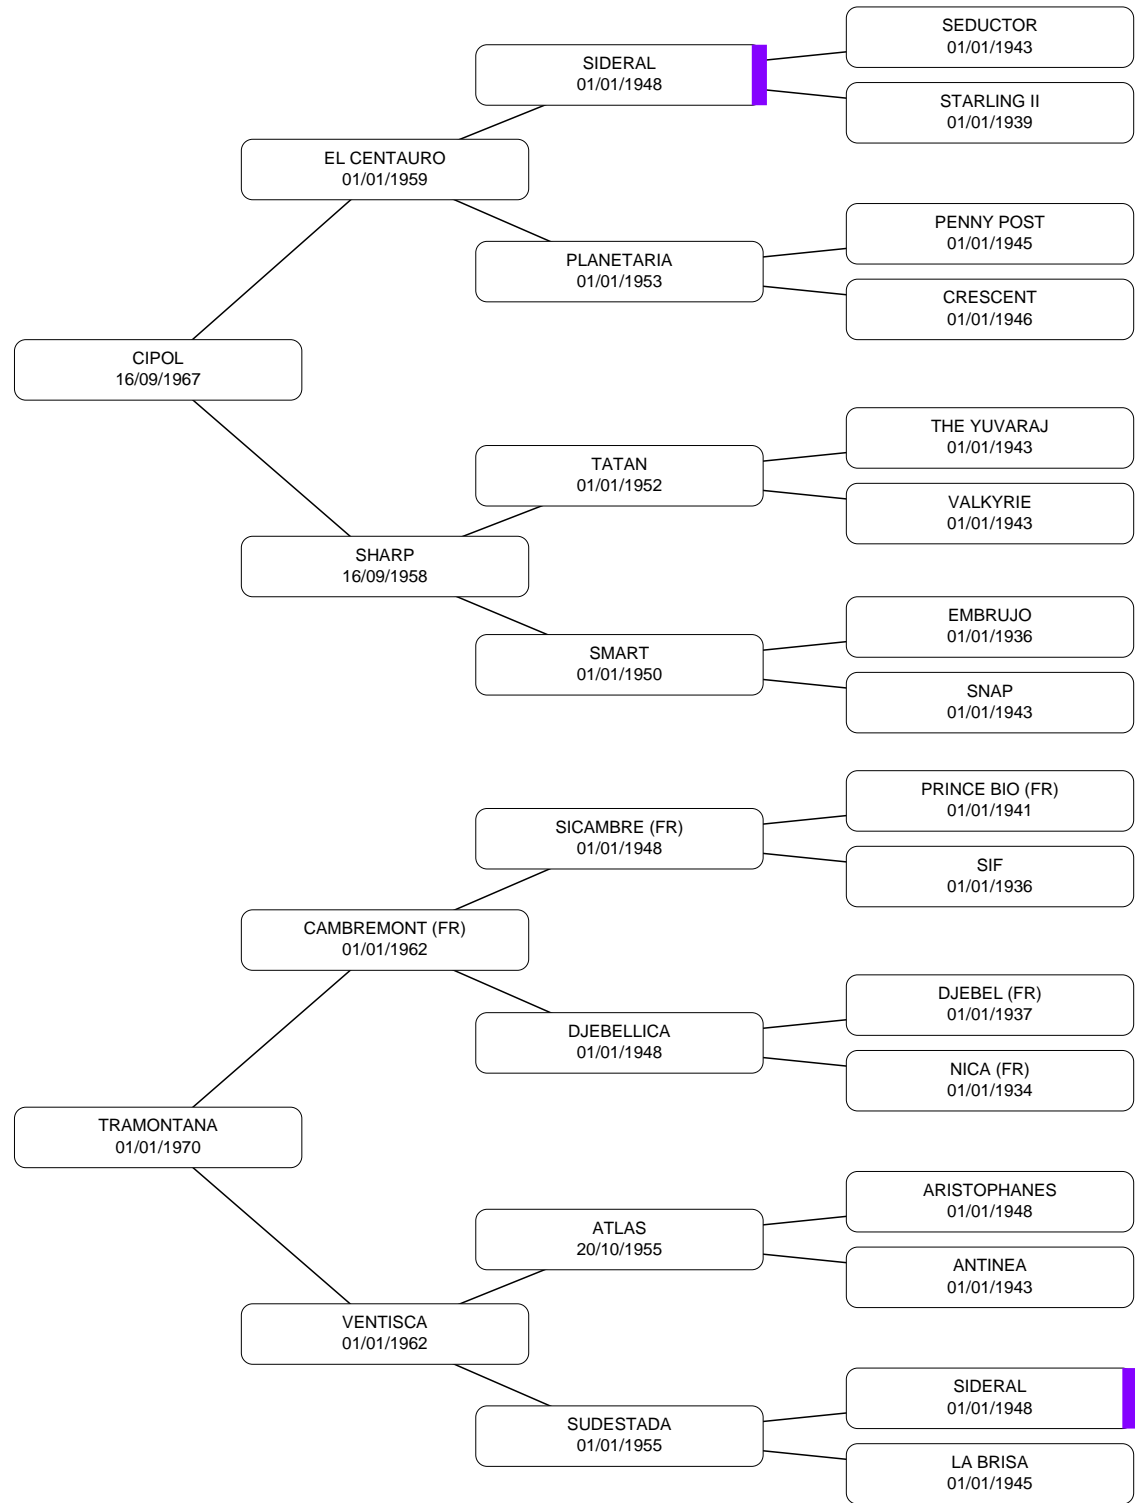 SEDUCTOR
01/01/1943
SIDERAL
01/01/1948
STARLING II
01/01/1939
EL CENTAURO
01/01/1959
PENNY POST
01/01/1945
PLANETARIA
01/01/1953
CRESCENT
01/01/1946
CIPOL
16/09/1967
THE YUVARAJ
01/01/1943
TATAN
01/01/1952
VALKYRIE
01/01/1943
SHARP
16/09/1958
EMBRUJO
01/01/1936
SMART
01/01/1950
SNAP
01/01/1943
PRINCE BIO (FR)
01/01/1941
SICAMBRE (FR)
01/01/1948
SIF
01/01/1936
CAMBREMONT (FR)
01/01/1962
DJEBEL (FR)
01/01/1937
DJEBELLICA
01/01/1948
NICA (FR)
01/01/1934
TRAMONTANA
01/01/1970
ARISTOPHANES
01/01/1948
ATLAS
20/10/1955
ANTINEA
01/01/1943
VENTISCA
01/01/1962
SIDERAL
01/01/1948
SUDESTADA
01/01/1955
LA BRISA
01/01/1945